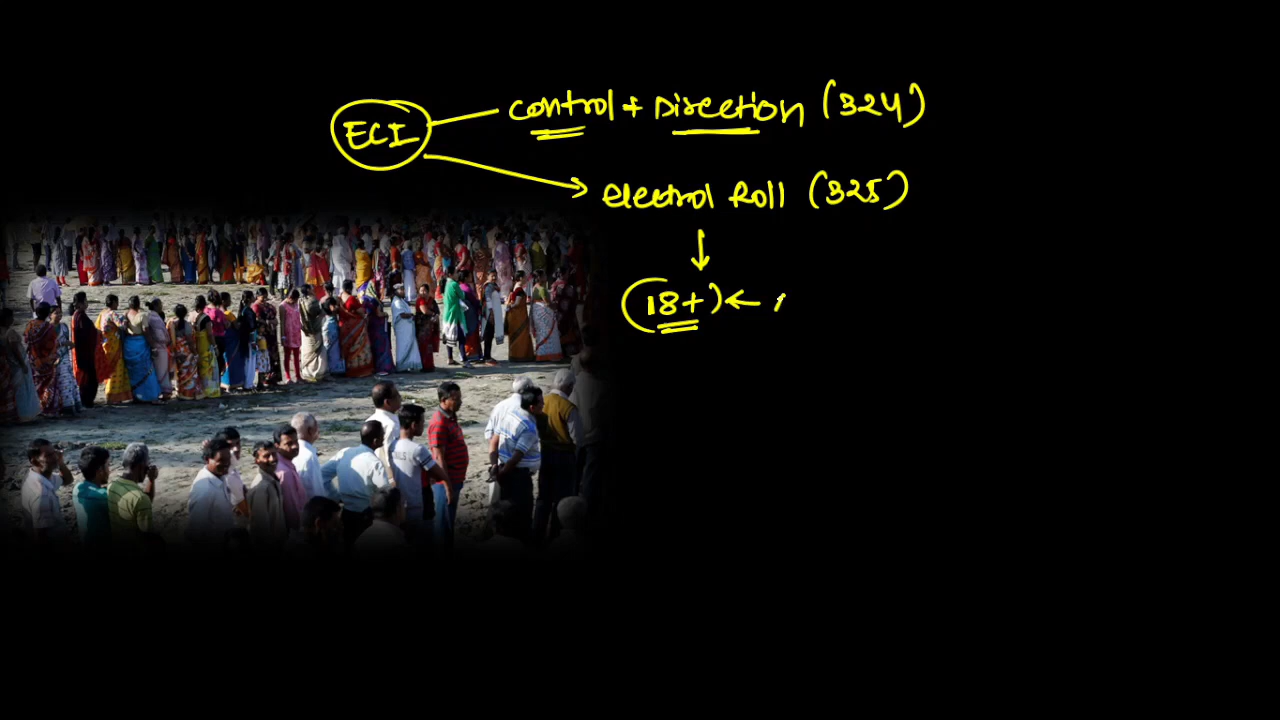 ECI
Control + Direction (324)
Electrol Roll (325)
(18+)